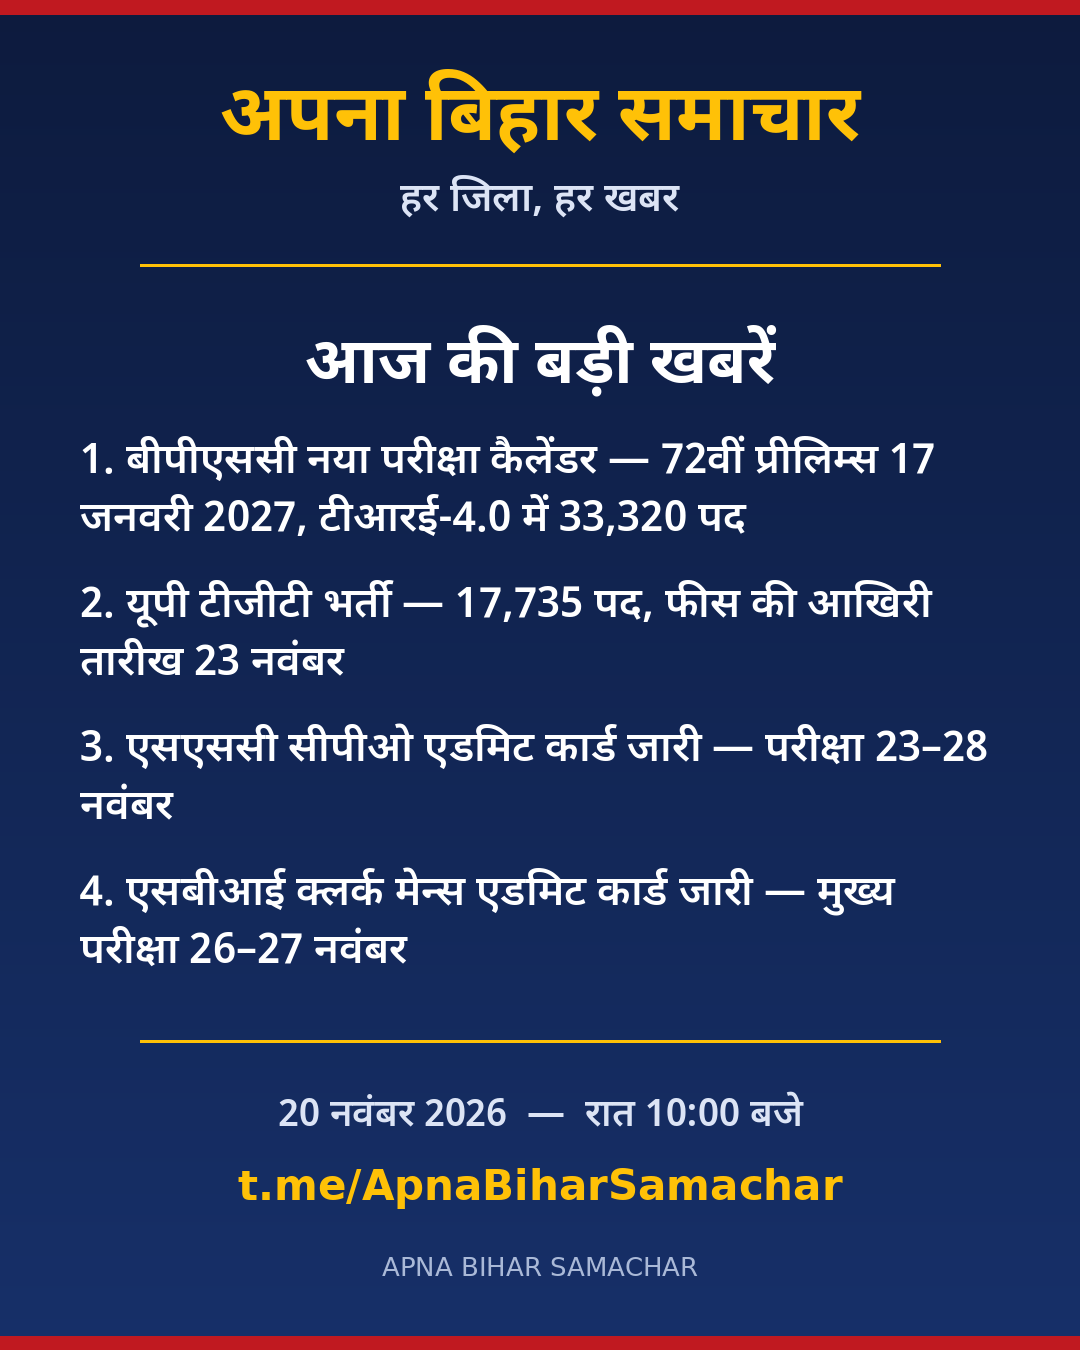 अपना बिहार समाचार
हर जिला, हर खबर
आज की बड़ी खबरें
1. बीपीएससी नया परीक्षा कैलेंडर — 72वीं प्रीलिम्स 17
जनवरी 2027, टीआरई-4.0 में 33,320 पद
2. यूपी टीजीटी भर्ती — 17,735 पद, फीस की आखिरी
तारीख 23 नवंबर
3. एसएससी सीपीओ एडमिट कार्ड जारी — परीक्षा 23–28
नवंबर
4. एसबीआई क्लर्क मेन्स एडमिट कार्ड जारी — मुख्य
परीक्षा 26–27 नवंबर
20 नवंबर 2026 — रात 10:00 बजे
t.me/ApnaBiharSamachar
APNA BIHAR SAMACHAR